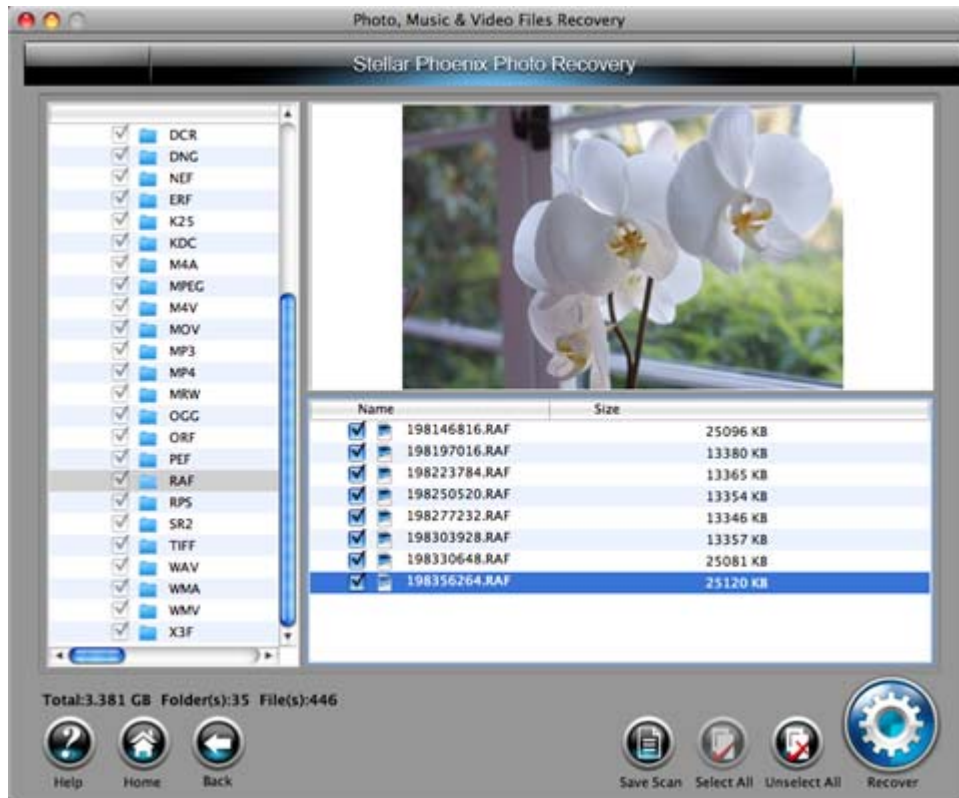 Photo, Music & Video Files Recovery
Stellar Phoenix Photo Recovery
DCR
DNG
NEF
ERF
K25
KDC
M4A
MPEG
M4V
MOV
MP3
MP4
MRW
OGG
ORF
PEF
RAF
RPS
SR2
TIFF
WAV
WMA
WMV
X3F
Name Size
198146816.RAF 25096 KB
198197016.RAF 13380 KB
198223784.RAF 13365 KB
198250520.RAF 13354 KB
198277232.RAF 13346 KB
198303928.RAF 13357 KB
198330648.RAF 25081 KB
198356264.RAF 25120 KB
Total:3.381 GB Folder(s):35 File(s):446
Help Home Back Save Scan Select All Unselect All Recover